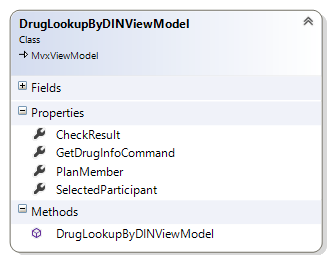 DrugLookupByDINViewModel
Class
MvxViewModel
Fields
Properties
CheckResult
GetDrugInfoCommand
PlanMember
SelectedParticipant
Methods
DrugLookupByDINViewModel